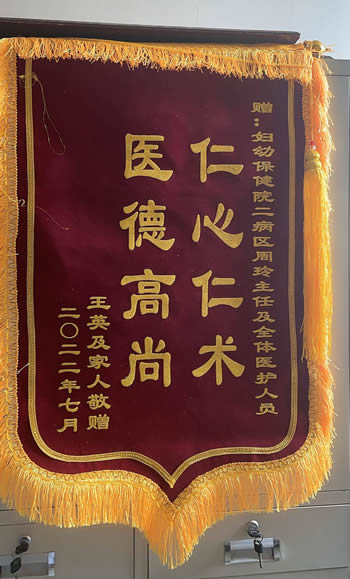 赠：妇幼保健院二病区周玲主任及全体医护人员
仁心仁术
医德高尚
王英及家人敬赠
二〇二二年七月